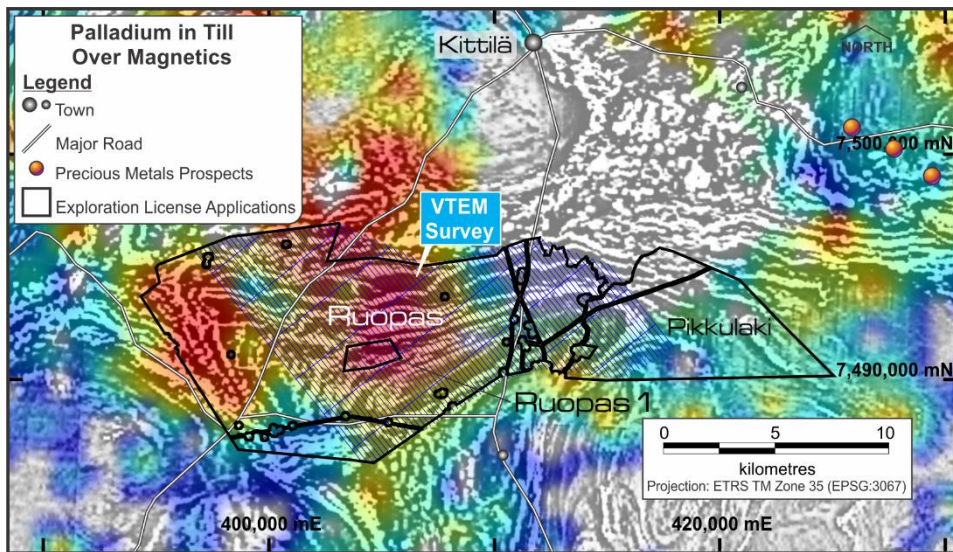 Palladium in Till
Over Magnetics
Legend
Town
Major Road
Precious Metals Prospects
Exploration License Applications
Kittilä
NORTH
7,500,000 mN
VTEM
Survey
Ruopas
Pikkulaki
7,490,000 mN
Ruopas 1
0 5 10
kilometres
Projection: ETRS TM Zone 35 (EPSG:3067)
400,000 mE
420,000 mE